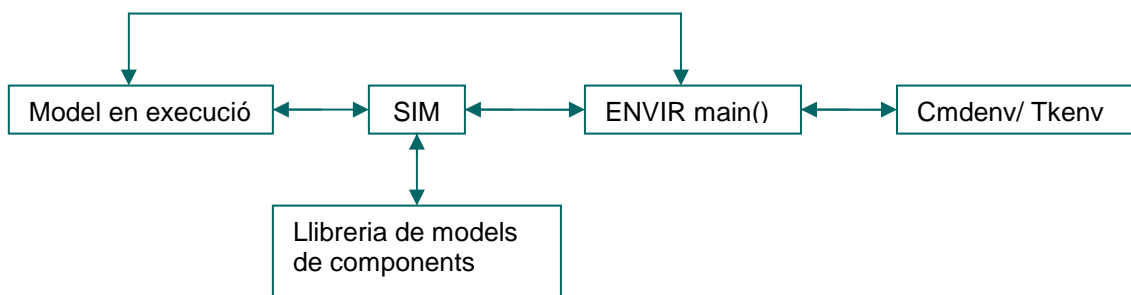 Model en execució
SIM
ENVIR main()
Cmdenv/ Tkenv
Llibreria de models
de components